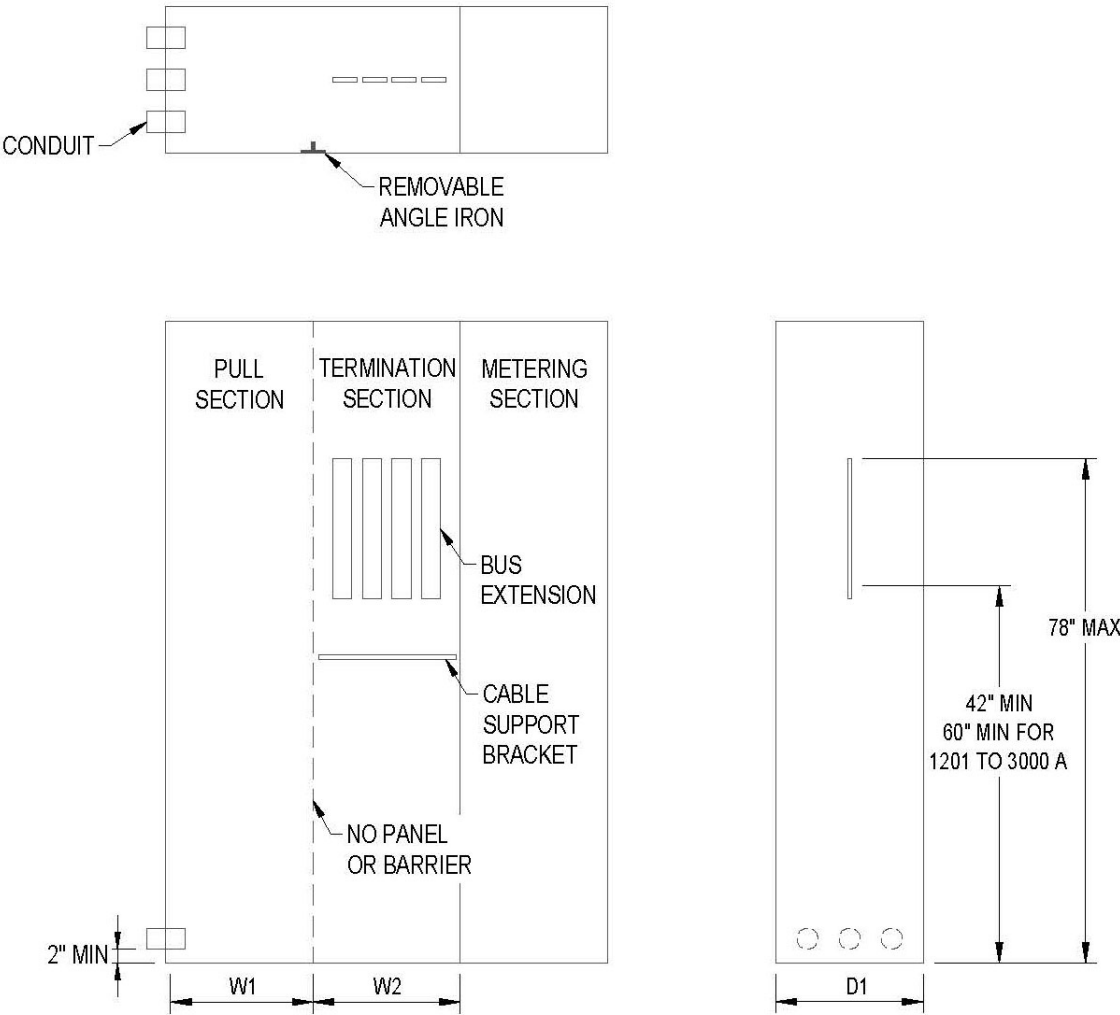 CONDUIT
REMOVABLE
ANGLE IRON
PULL
SECTION
TERMINATION
SECTION
METERING
SECTION
BUS
EXTENSION
CABLE
SUPPORT
BRACKET
NO PANEL
OR BARRIER
2" MIN
W1
W2
78" MAX
42" MIN
60" MIN FOR
1201 TO 3000 A
D1